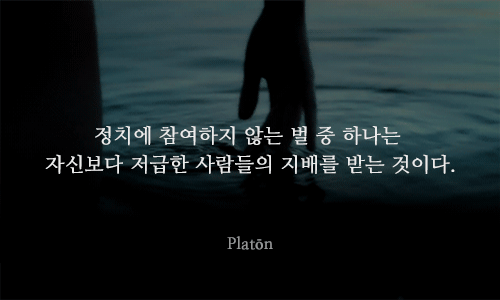 정치에 참여하지 않는 벌 중 하나는
자신보다 저급한 사람들의 지배를 받는 것이다.
Platōn